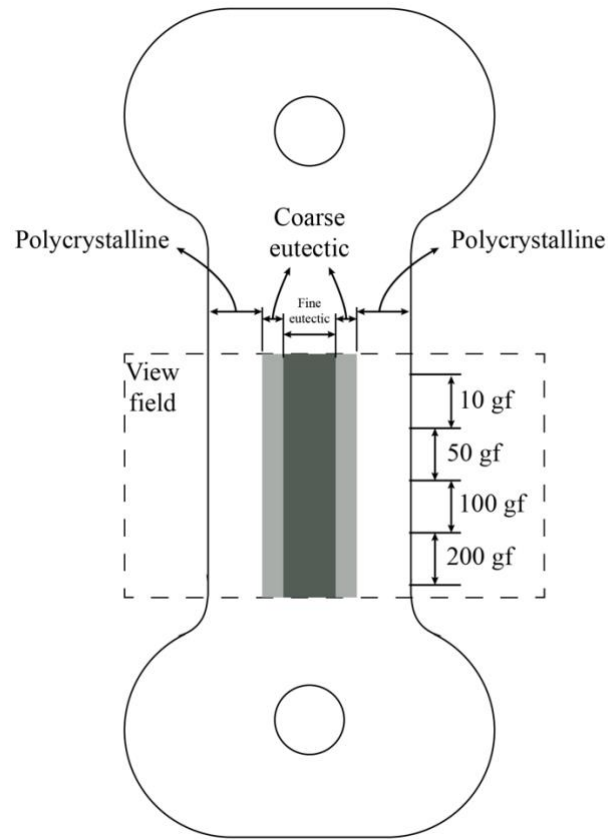 Coarse
eutectic
Polycrystalline
Polycrystalline
Fine
eutectic
View
field
10 gf
50 gf
100 gf
200 gf